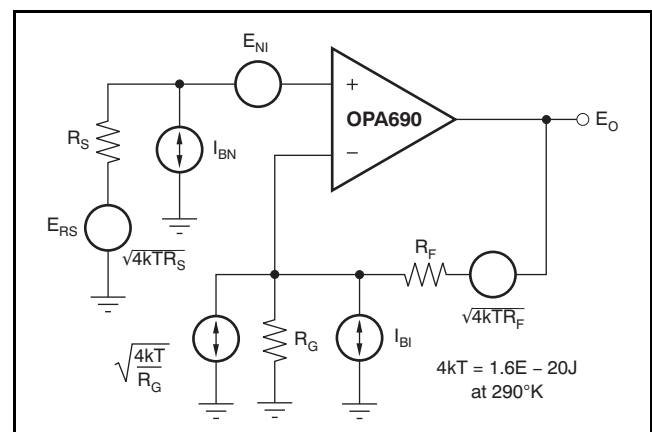 E_NI
+
OPA690
−
E_O
R_S
I_BN
E_RS
√4kTR_S
R_F
√4kTR_F
√4kT/R_G
R_G
I_BI
4kT = 1.6E – 20J
at 290°K